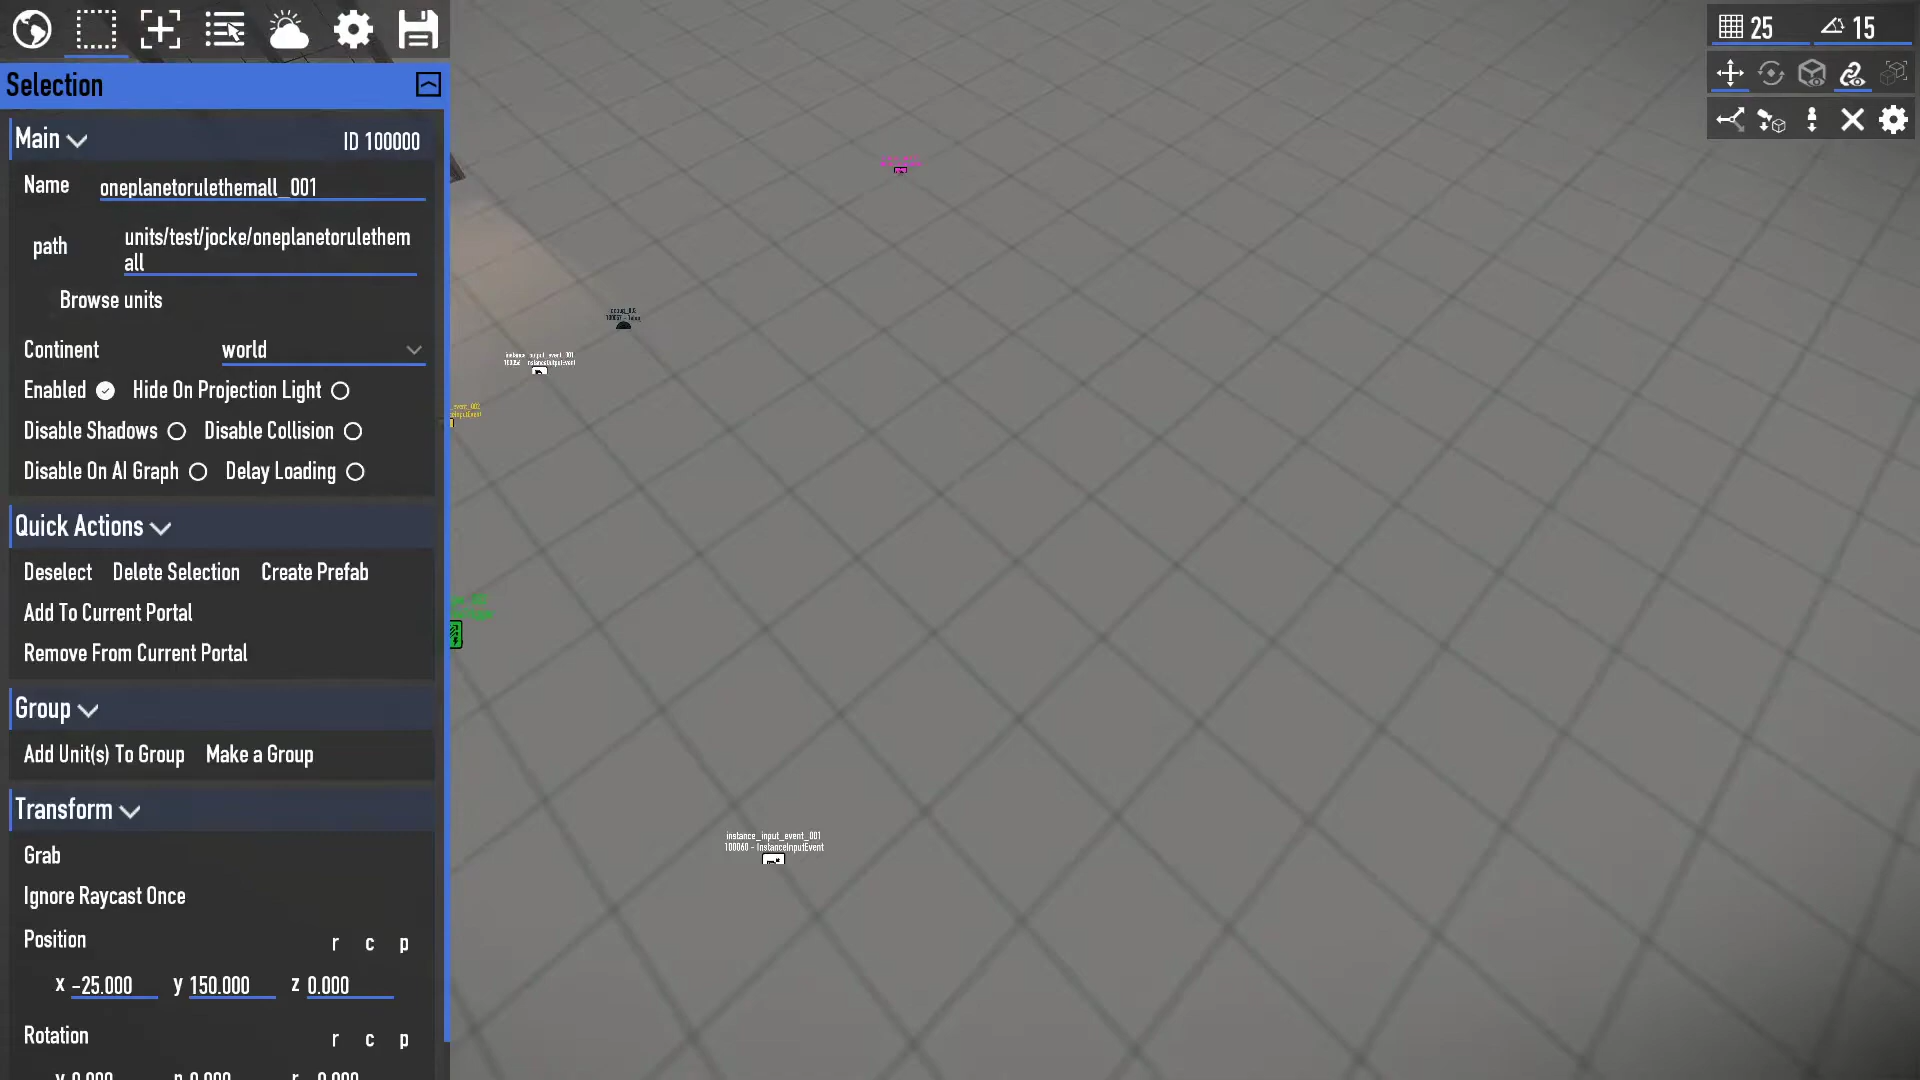 25
15
Selection
Main
ID 100000
Name
oneplanetorulethemall_001
path
units/test/jocke/oneplanetorulethem
all
Browse units
Continent
world
Enabled
Hide On Projection Light
Disable Shadows
Disable Collision
Disable On AI Graph
Delay Loading
Quick Actions
Deselect
Delete Selection
Create Prefab
Add To Current Portal
Remove From Current Portal
Group
Add Unit(s) To Group
Make a Group
Transform
Grab
Ignore Raycast Once
Position
r c p
x -25.000 y 150.000 z 0.000
Rotation
r c p
instance_output_event_001
instance_input_event_001
100060 - InstanceInputEvent